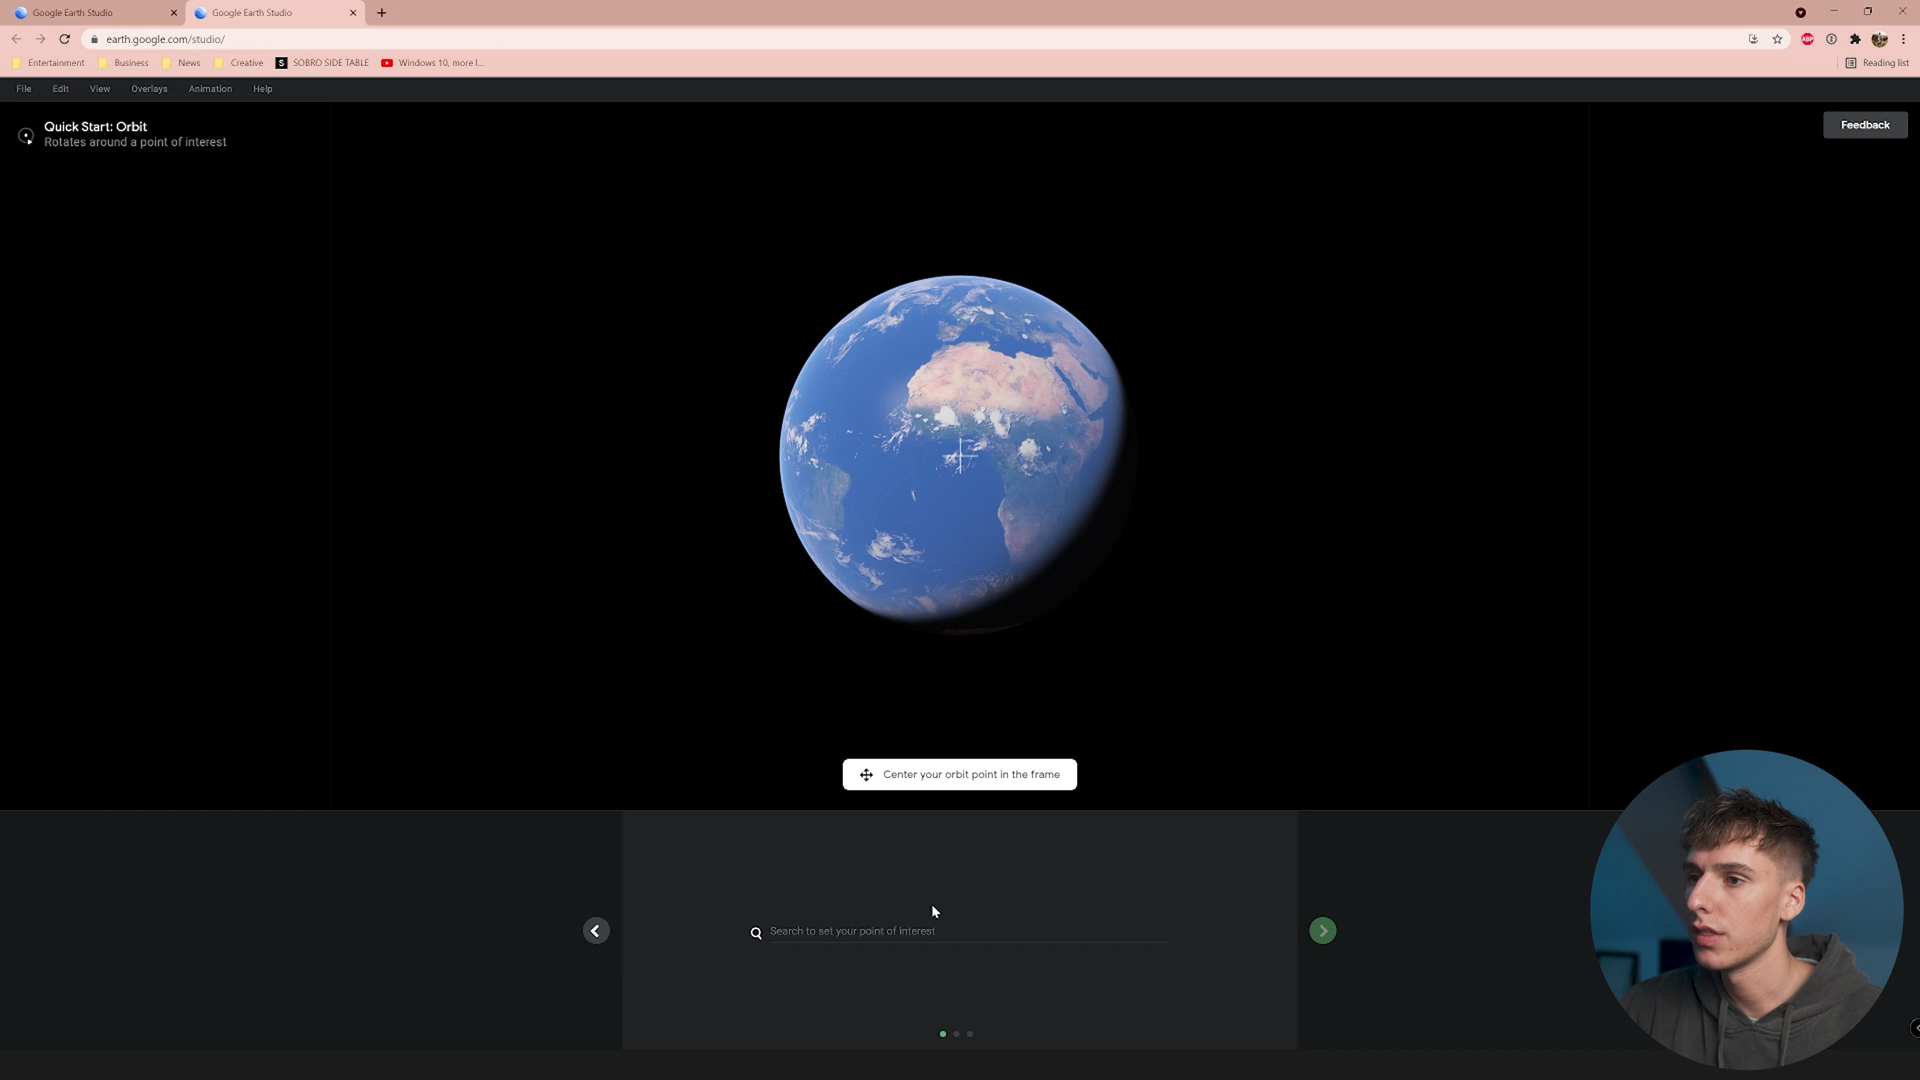 Google Earth Studio
Google Earth Studio
earth.google.com/studio/
ABP
Entertainment
Business
News
Creative
S
SOBRO SIDE TABLE
Windows 10, more l...
Reading list
File
Edit
View
Overlays
Animation
Help
Quick Start: Orbit
Rotates around a point of interest
Feedback
Center your orbit point in the frame
Search to set your point of interest